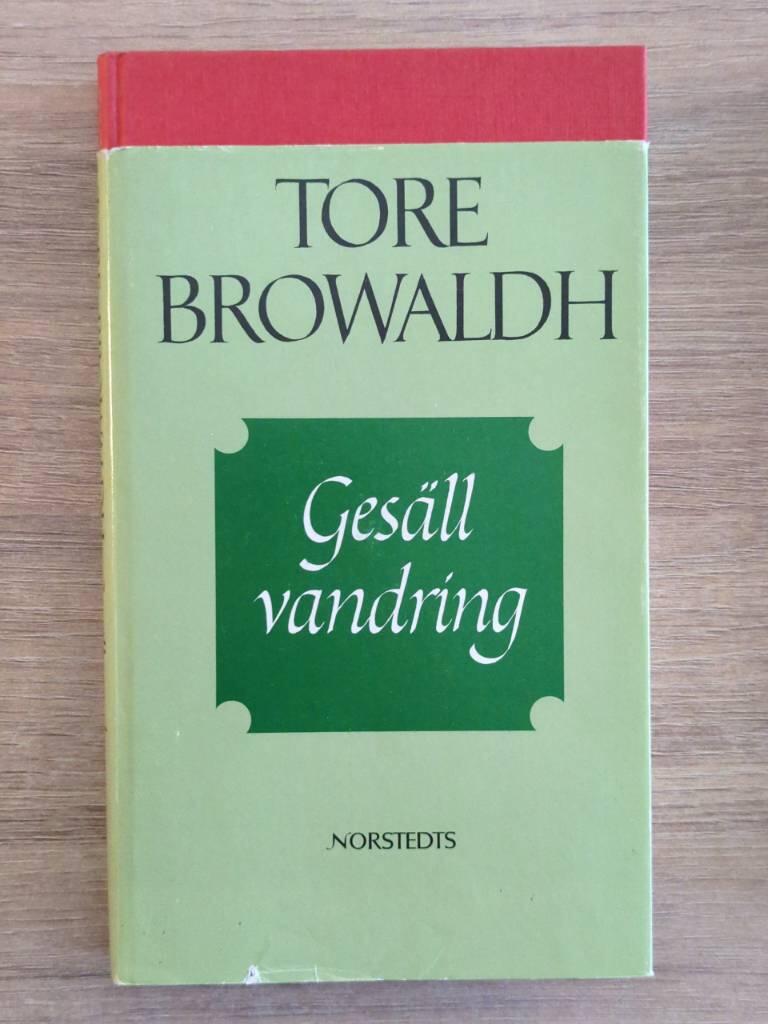 TORE
BROWALDH
Gesäll
vandring
NORSTEDTS